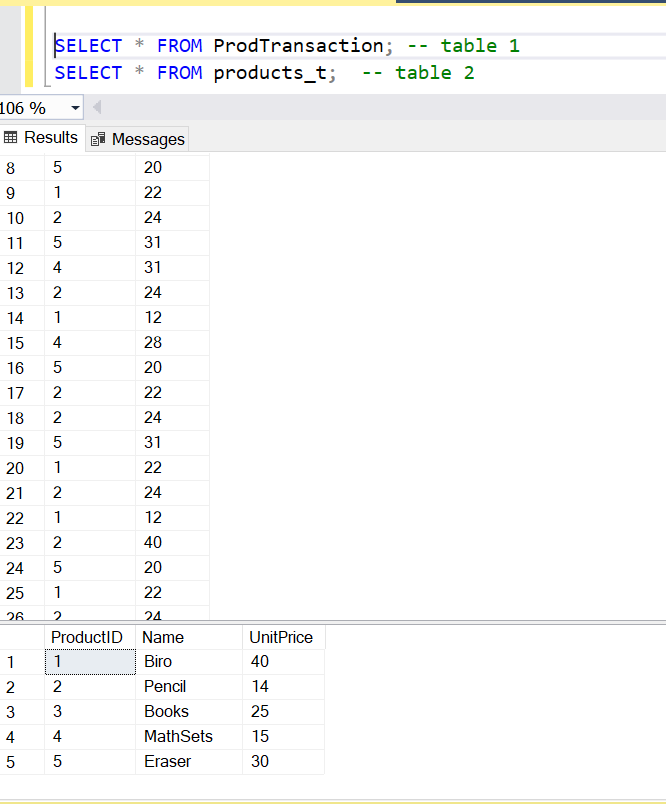 SELECT * FROM ProdTransaction; -- table 1
SELECT * FROM products_t;  -- table 2
106 %
Results Messages
8 5 20
9 1 22
10 2 24
11 5 31
12 4 31
13 2 24
14 1 12
15 4 28
16 5 20
17 2 22
18 2 24
19 5 31
20 1 22
21 2 24
22 1 12
23 2 40
24 5 20
25 1 22
26 2 24
ProductID Name UnitPrice
1 1 Biro 40
2 2 Pencil 14
3 3 Books 25
4 4 MathSets 15
5 5 Eraser 30